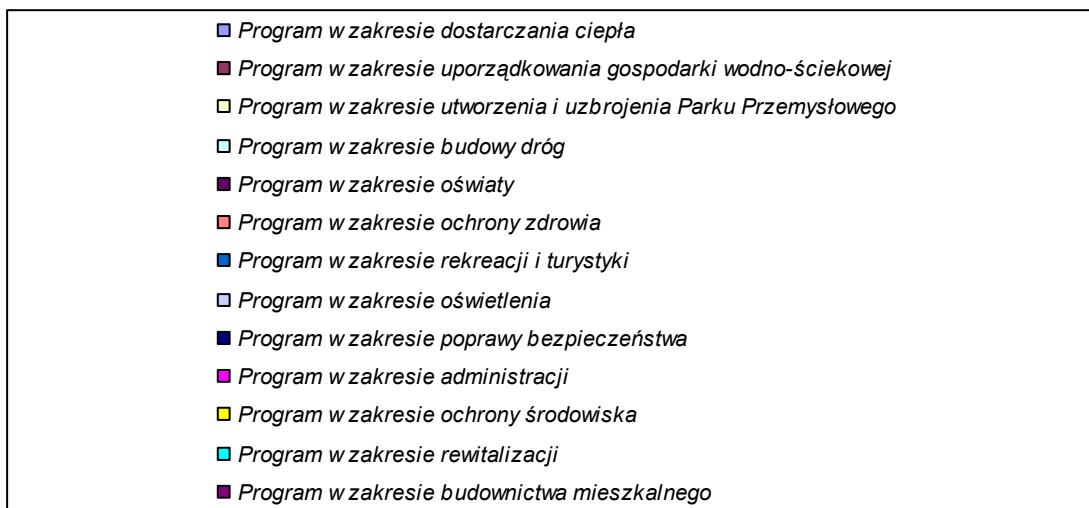 Program w zakresie dostarczania ciepła
Program w zakresie uporządkowania gospodarki wodno-ściekowej
Program w zakresie utworzenia i uzbrojenia Parku Przemysłowego
Program w zakresie budowy dróg
Program w zakresie oświaty
Program w zakresie ochrony zdrowia
Program w zakresie rekreacji i turystyki
Program w zakresie oświetlenia
Program w zakresie poprawy bezpieczeństwa
Program w zakresie administracji
Program w zakresie ochrony środowiska
Program w zakresie rewitalizacji
Program w zakresie budownictwa mieszkalnego